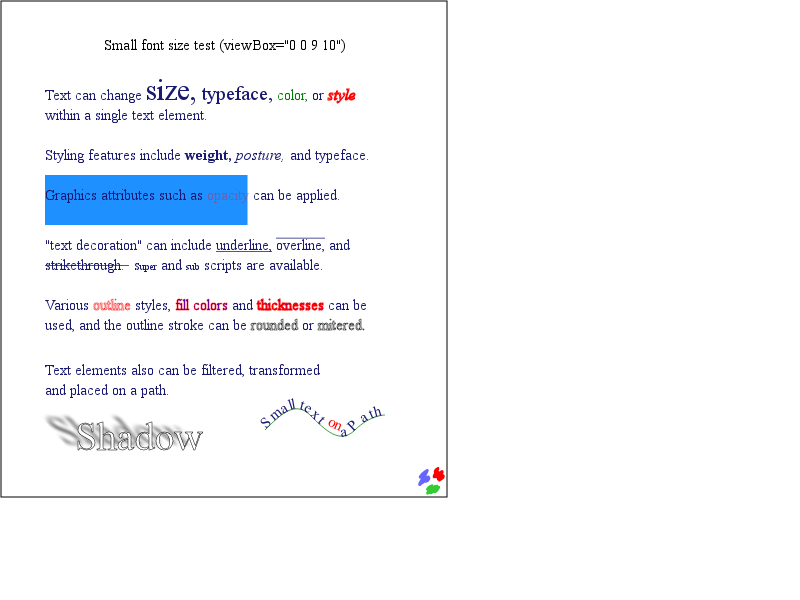 Small font size test (viewBox="0 0 9 10")
Text can change size, typeface, color, or style
within a single text element.
Styling features include weight, posture, and typeface.
Graphics attributes such as opacity can be applied.
"text decoration" can include underline, overline, and
strikethrough. super and sub scripts are available.
Various outline styles, fill colors and thicknesses can be
used, and the outline stroke can be rounded or mitered.
Text elements also can be filtered, transformed
and placed on a path.
Shadow
Small text on a Path